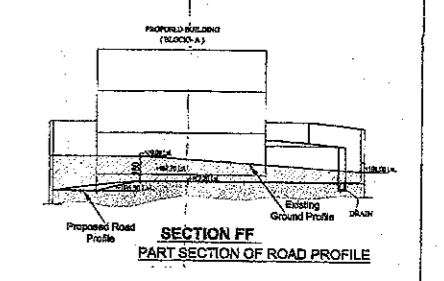 PROPOSED BUILDING
(BLOCK-A)
Existing
Ground Profile
DRAIN
Proposed Road
Profile
SECTION FF
PART SECTION OF ROAD PROFILE